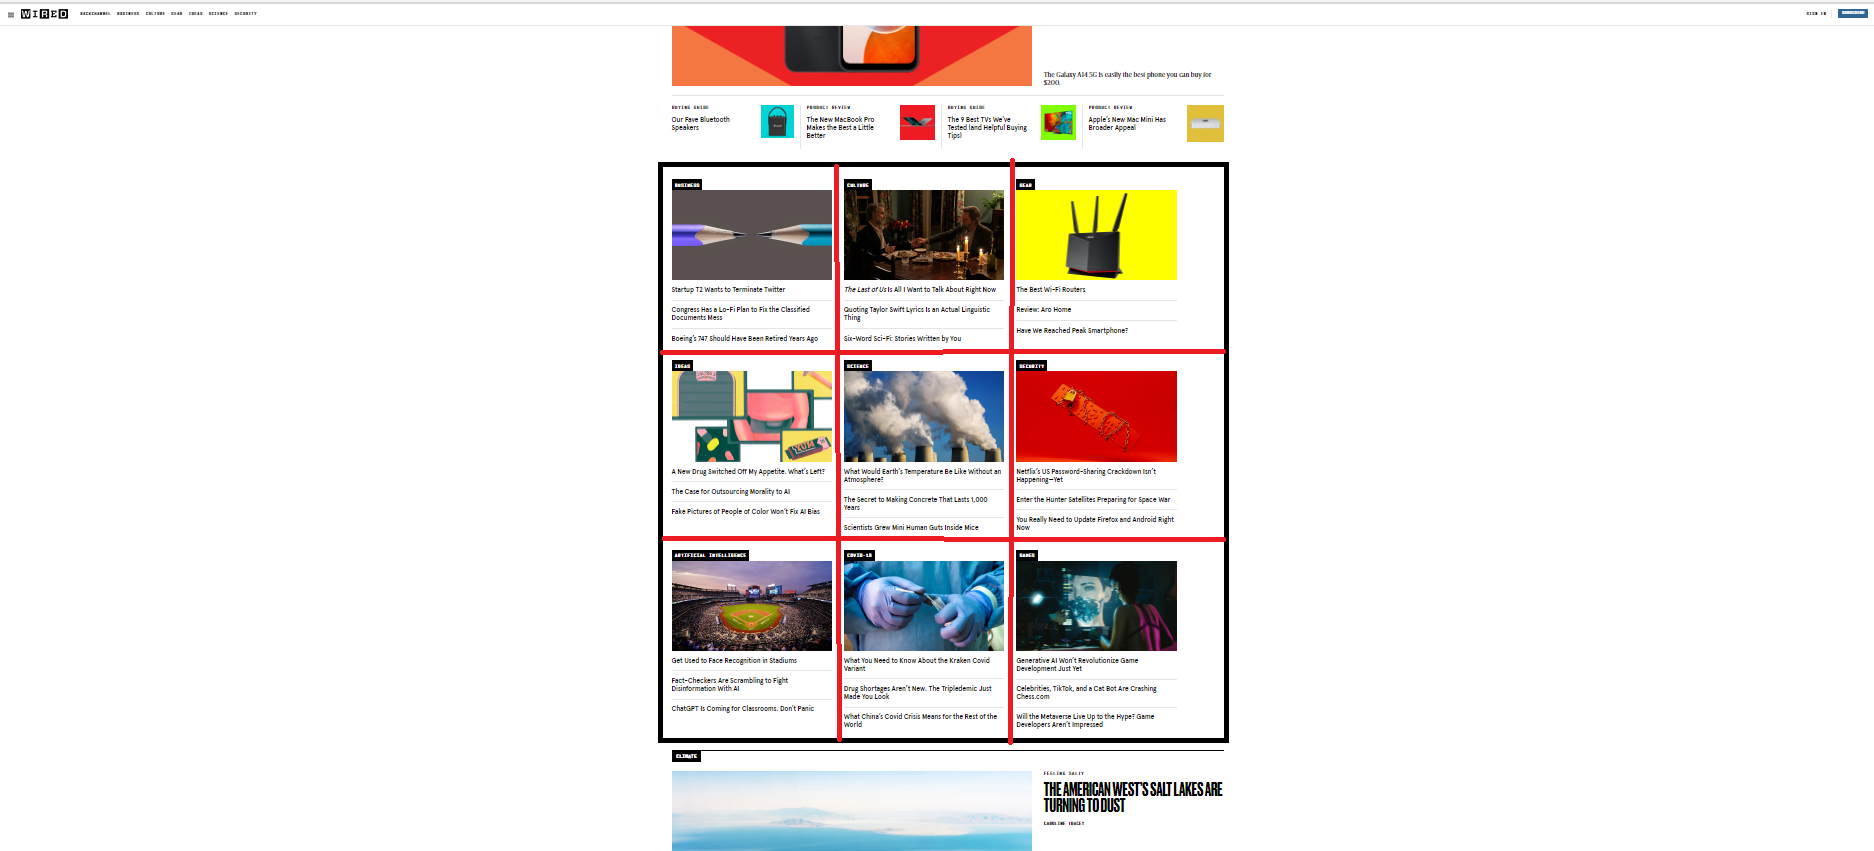 WIRED
BACKCHANNEL BUSINESS CULTURE GEAR IDEAS SCIENCE SECURITY
SIGN IN
SUBSCRIBE
The Galaxy A14 5G is easily the best phone you can buy for
$200.
BUYING GUIDE
Our Fave Bluetooth
Speakers
PRODUCT REVIEW
The New MacBook Pro
Makes the Best a Little
Better
BUYING GUIDE
The 9 Best TVs We've
Tested (and Helpful Buying
Tips)
PRODUCT REVIEW
Apple's New Mac Mini Has
Broader Appeal
BUSINESS
Startup T2 Wants to Terminate Twitter
Congress Has a Lo-Fi Plan to Fix the Classified
Documents Mess
Boeing's 747 Should Have Been Retired Years Ago
CULTURE
The Last of Us Is All I Want to Talk About Right Now
Quoting Taylor Swift Lyrics Is an Actual Linguistic
Thing
Six-Word Sci-Fi: Stories Written by You
GEAR
The Best Wi-Fi Routers
Review: Aro Home
Have We Reached Peak Smartphone?
IDEAS
A New Drug Switched Off My Appetite. What's Left?
The Case for Outsourcing Morality to AI
Fake Pictures of People of Color Won't Fix AI Bias
SCIENCE
What Would Earth's Temperature Be Like Without an
Atmosphere?
The Secret to Making Concrete That Lasts 1,000
Years
Scientists Grew Mini Human Guts Inside Mice
SECURITY
Netflix's US Password-Sharing Crackdown Isn't
Happening—Yet
Enter the Hunter Satellites Preparing for Space War
You Really Need to Update Firefox and Android Right
Now
ARTIFICIAL INTELLIGENCE
Get Used to Face Recognition in Stadiums
Fact-Checkers Are Scrambling to Fight
Disinformation With AI
ChatGPT Is Coming for Classrooms. Don't Panic
COVID-19
What You Need to Know About the Kraken Covid
Variant
Drug Shortages Aren't New. The Tripledemic Just
Made You Look
What China's Covid Crisis Means for the Rest of the
World
GAMES
Generative AI Won't Revolutionize Game
Development Just Yet
Celebrities, TikTok, and a Cat Bot Are Crashing
Chess.com
Will the Metaverse Live Up to the Hype? Game
Developers Aren't Impressed
CLIMATE
FEELING SALTY
THE AMERICAN WEST'S SALT LAKES ARE
TURNING TO DUST
CAROLINE TRACEY